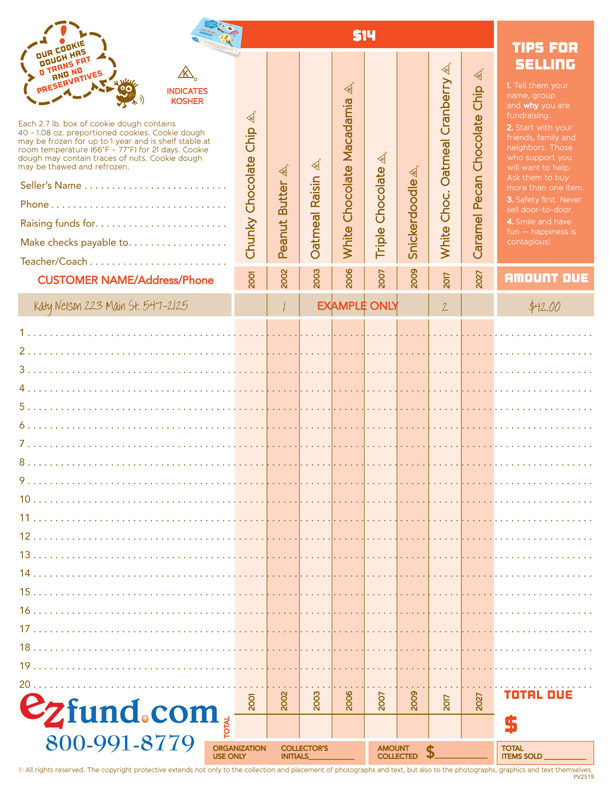 OUR COOKIE
DOUGH HAS
0 TRANS FAT
AND NO
PRESERVATIVES
K
INDICATES
KOSHER
$14
TIPS FOR
SELLING
1. Tell them your
name, group
and why you are
fundraising.
2. Start with your
friends, family and
neighbors. Those
who support you
will want to help.
Ask them to buy
more than one item.
3. Safety first. Never
sell door-to-door.
4. Smile and have
fun — happiness is
contagious!
Each 2.7 lb. box of cookie dough contains
40 - 1.08 oz. preportioned cookies. Cookie dough
may be frozen for up to 1 year and is shelf stable at
room temperature (66°F - 77°F) for 21 days. Cookie
dough may contain traces of nuts. Cookie dough
may be thawed and refrozen.
Seller's Name
Phone
Raising funds for
Make checks payable to
Teacher/Coach
Chunky Chocolate Chip
Peanut Butter
Oatmeal Raisin
White Chocolate Macadamia
Triple Chocolate
Snickerdoodle
White Choc. Oatmeal Cranberry
Caramel Pecan Chocolate Chip
CUSTOMER NAME/Address/Phone 2001 2002 2003 2006 2007 2009 2017 2027 AMOUNT DUE
Katy Nelson 223 Main St. 547-2125 1 EXAMPLE ONLY 2 $42.00
1
2
3
4
5
6
7
8
9
10
11
12
13
14
15
16
17
18
19
20
ezfund.com
800-991-8779
TOTAL
2001 2002 2003 2006 2007 2009 2017 2027
TOTAL DUE
$
ORGANIZATION
USE ONLY
COLLECTOR'S
INITIALS
AMOUNT
COLLECTED $
TOTAL
ITEMS SOLD
© All rights reserved. The copyright protective extends not only to the collection and placement of photographs and text, but also to the photographs, graphics and text themselves.
PV2519